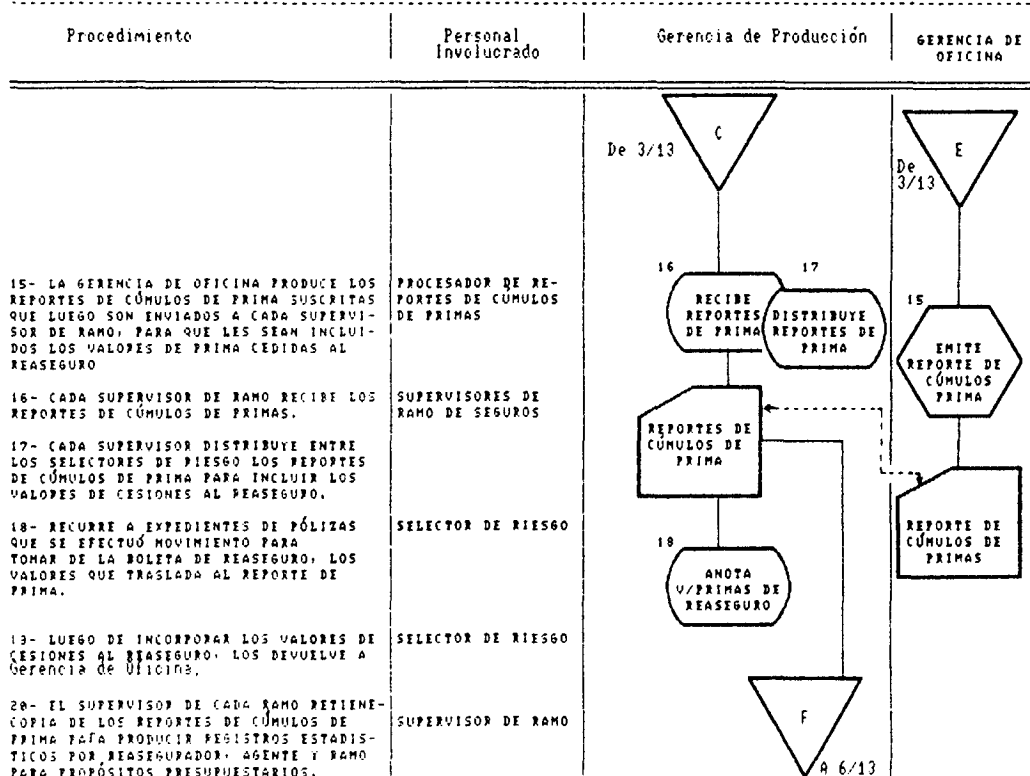 Procedimiento
Personal
Involucrado
Gerencia de Producción
GERENCIA DE
OFICINA
C
De 3/13
E
De
3/13
15- LA GERENCIA DE OFICINA PRODUCE LOS
REPORTES DE CÚMULOS DE PRIMA SUSCRITAS
QUE LUEGO SON ENVIADOS A CADA SUPERVI-
SOR DE RAMO, PARA QUE LES SEAN INCLUI-
DOS LOS VALORES DE PRIMA CEDIDAS AL
REASEGURO
PROCESADOR DE RE-
PORTES DE CUMULOS
DE PRIMAS
16
RECIBE
REPORTES
DE PRIMA
17
DISTRIBUYE
REPORTES DE
PRIMA
15
EMITE
REPORTE DE
CÚMULOS
PRIMA
16- CADA SUPERVISOR DE RAMO RECIBE LOS
REPORTES DE CÚMULOS DE PRIMAS.
SUPERVISORES DE
RAMO DE SEGUROS
REPORTES DE
CÚMULOS DE
PRIMA
17- CADA SUPERVISOR DISTRIBUYE ENTRE
LOS SELECTORES DE RIESGO LOS REPORTES
DE CÚMULOS DE PRIMA PARA INCLUIR LOS
VALORES DE CESIONES AL REASEGURO.
REPORTE DE
CÚMULOS DE
PRIMAS
18- RECURRE A EXPEDIENTES DE PÓLIZAS
QUE SE EFECTUÓ MOVIMIENTO PARA
TOMAR DE LA BOLETA DE REASEGURO, LOS
VALORES QUE TRASLADA AL REPORTE DE
PRIMA.
SELECTOR DE RIESGO
18
ANOTA
V/PRIMAS DE
REASEGURO
19- LUEGO DE INCORPORAR LOS VALORES DE
CESIONES AL REASEGURO, LOS DEVUELVE A
Gerencia de Oficina.
SELECTOR DE RIESGO
20- EL SUPERVISOR DE CADA RAMO RETIENE
COPIA DE LOS REPORTES DE CÚMULOS DE
PRIMA PARA PRODUCIR REGISTROS ESTADIS-
TICOS POR REASEGURADOR, AGENTE Y RAMO
PARA PROPÓSITOS PRESUPUESTARIOS.
SUPERVISOR DE RAMO
F
A 6/13